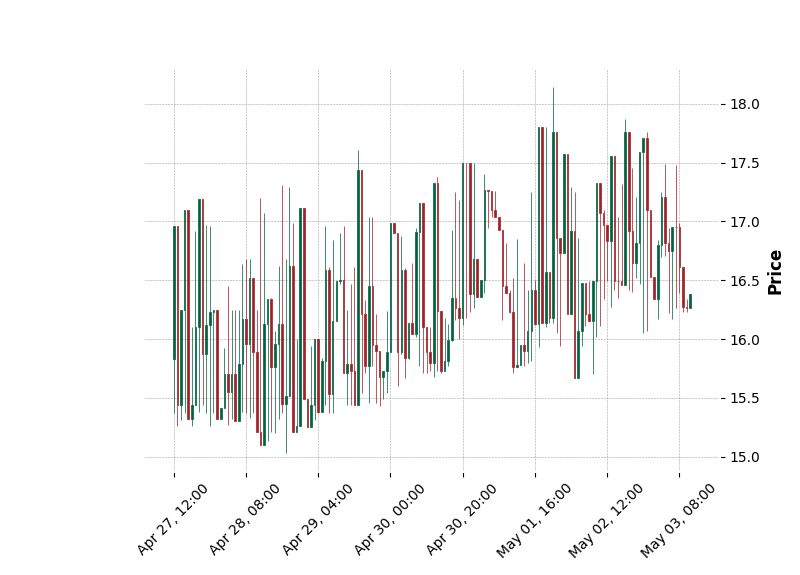 18.0
17.5
17.0
16.5
16.0
15.5
15.0
Price
Apr 27, 12:00
Apr 28, 08:00
Apr 29, 04:00
Apr 30, 00:00
Apr 30, 20:00
May 01, 16:00
May 02, 12:00
May 03, 08:00